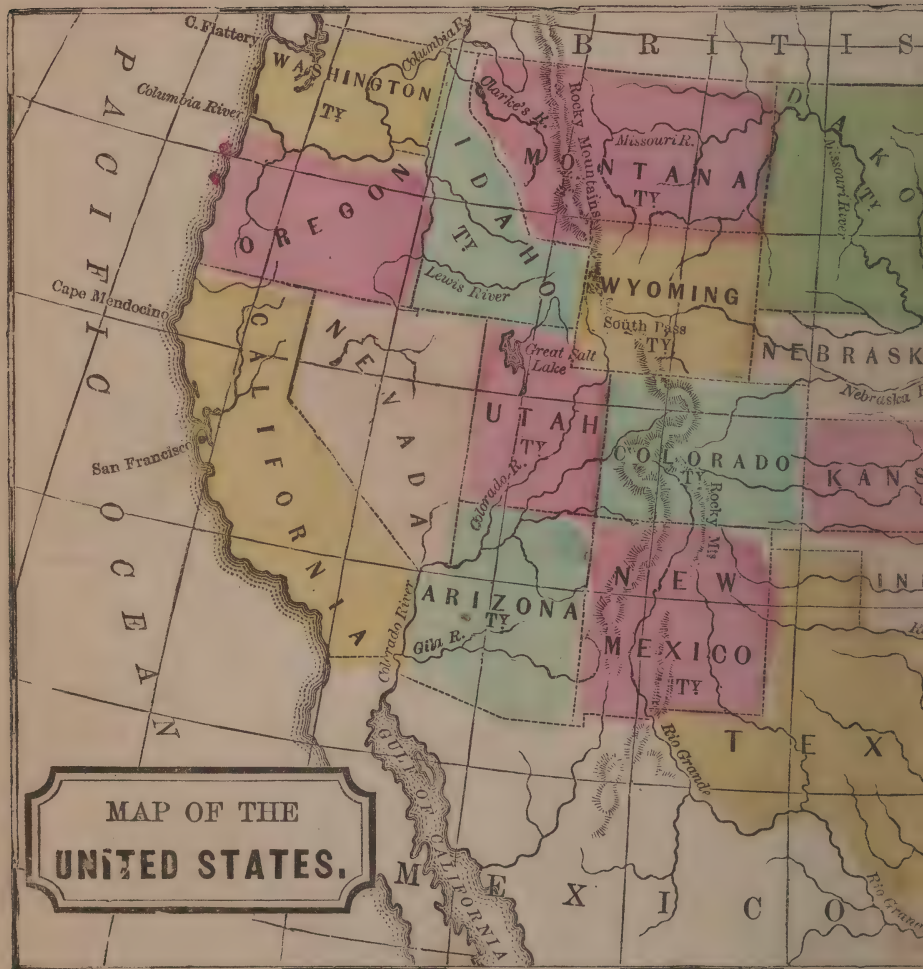 C. Flattery
BRITIS
WASHINGTON
TY
Columbia R.
Columbia River
Clarke's R.
Rocky Mountains
Missouri R.
MONTANA
TY
DAKO
TY
Missouri River
IDAHO
TY
OREGON
Lewis River
WYOMING
South Pass
TY
Cape Mendocino
PACIFIC OCEAN
CALIFORNIA
NEVADA
Great Salt
Lake
NEBRASK
Nebraska
UTAH
TY
Colorado R.
COLORADO
TY
Rocky Mts
KANS
San Francisco
ARIZONA
TY
Colorado River
Gila R.
NEW
MEXICO
TY
IN
TEX
Rio Grande
Rio Gran
GULF OF CALIFORNIA
MEXICO
MAP OF THE
UNITED STATES.